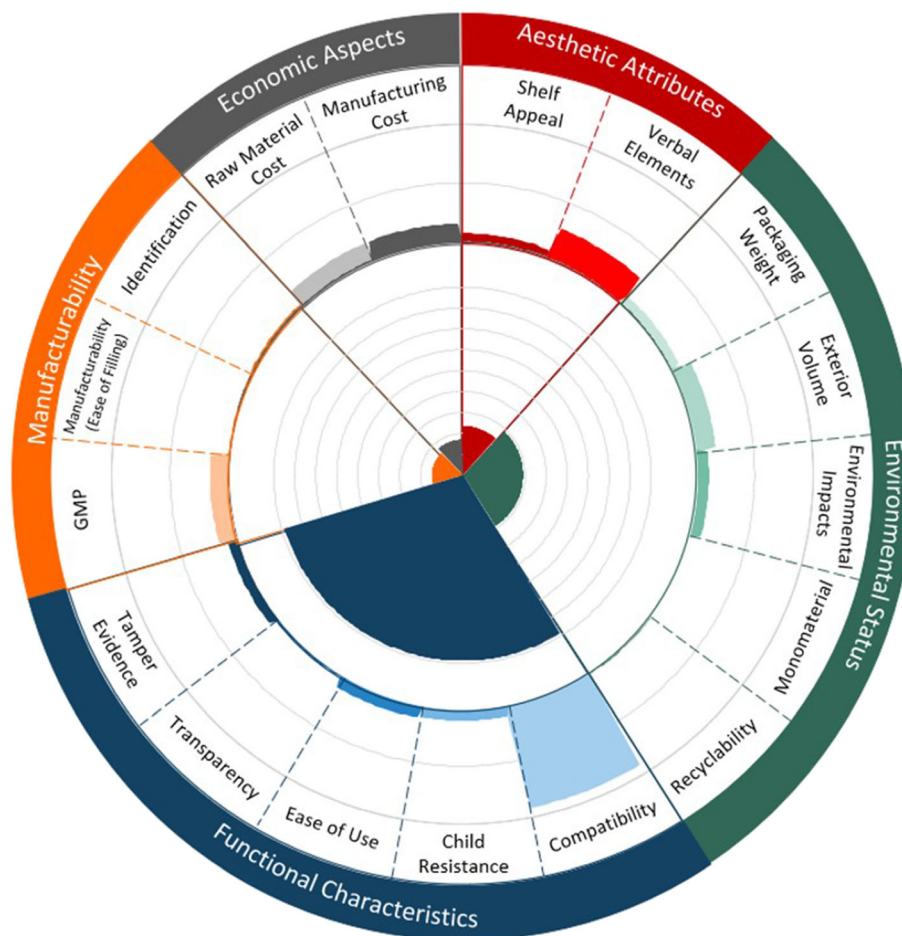 Economic Aspects
Raw Material
Cost
Manufacturing
Cost
Aesthetic Attributes
Shelf
Appeal
Verbal
Elements
Environmental Status
Packaging
Weight
Exterior
Volume
Environmental
Impacts
Monomaterial
Recyclability
Functional Characteristics
Compatibility
Child
Resistance
Ease of Use
Transparency
Tamper
Evidence
Manufacturability
GMP
Manufacturability
(Ease of Filling)
Identification